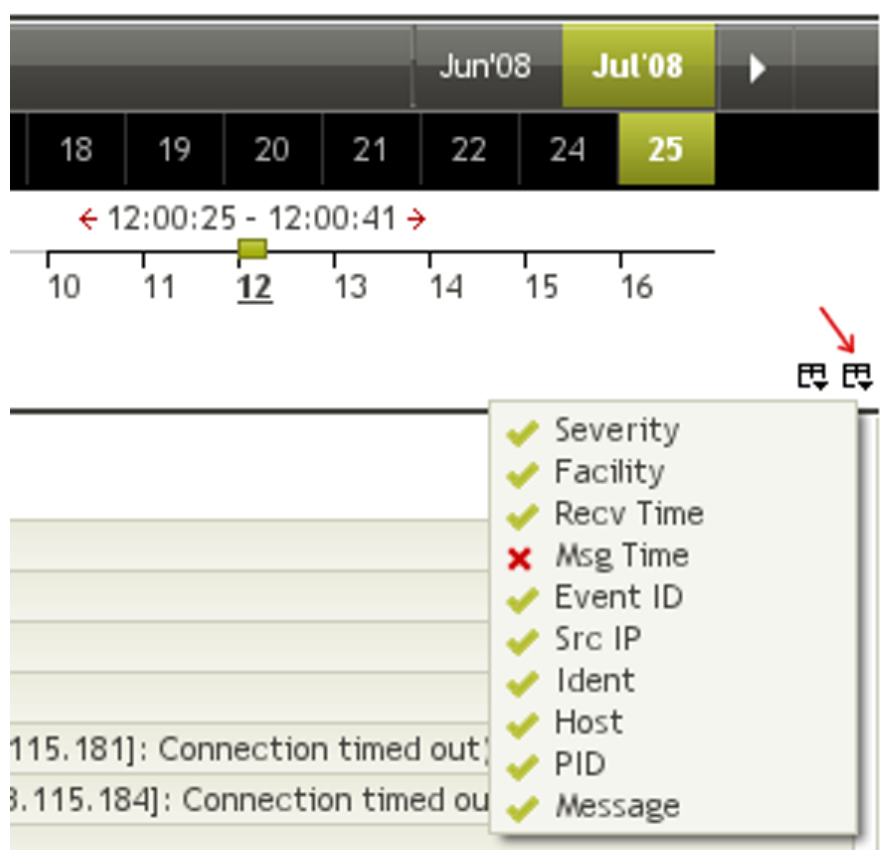 Jun'08 Jul'08
18 19 20 21 22 24 25
12:00:25 - 12:00:41
10 11 12 13 14 15 16
Severity
Facility
Recv Time
Msg Time
Event ID
Src IP
Ident
Host
PID
Message
115.181]: Connection timed out)
.115.184]: Connection timed ou